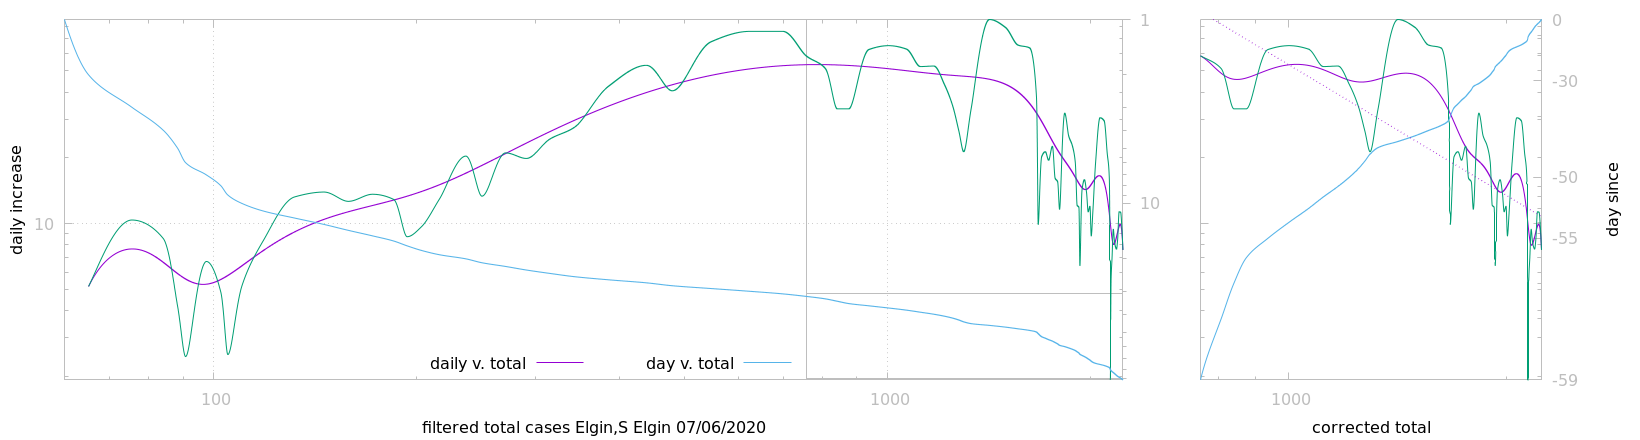 daily increase
10
100
1000
1
10
daily v. total
day v. total
filtered total cases Elgin,S Elgin 07/06/2020
0
-30
-50
-55
-59
day since
1000
corrected total